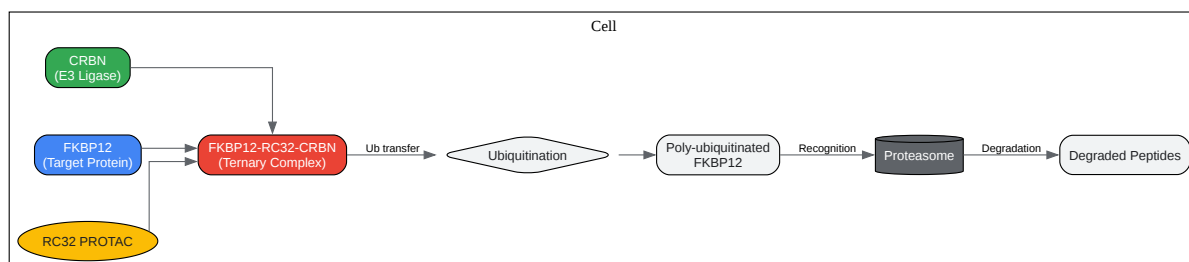 Cell
CRBN
(E3 Ligase)
FKBP12
(Target Protein)
RC32 PROTAC
FKBP12-RC32-CRBN
(Ternary Complex)
Ub transfer
Ubiquitination
Poly-ubiquitinated
FKBP12
Recognition
Proteasome
Degradation
Degraded Peptides